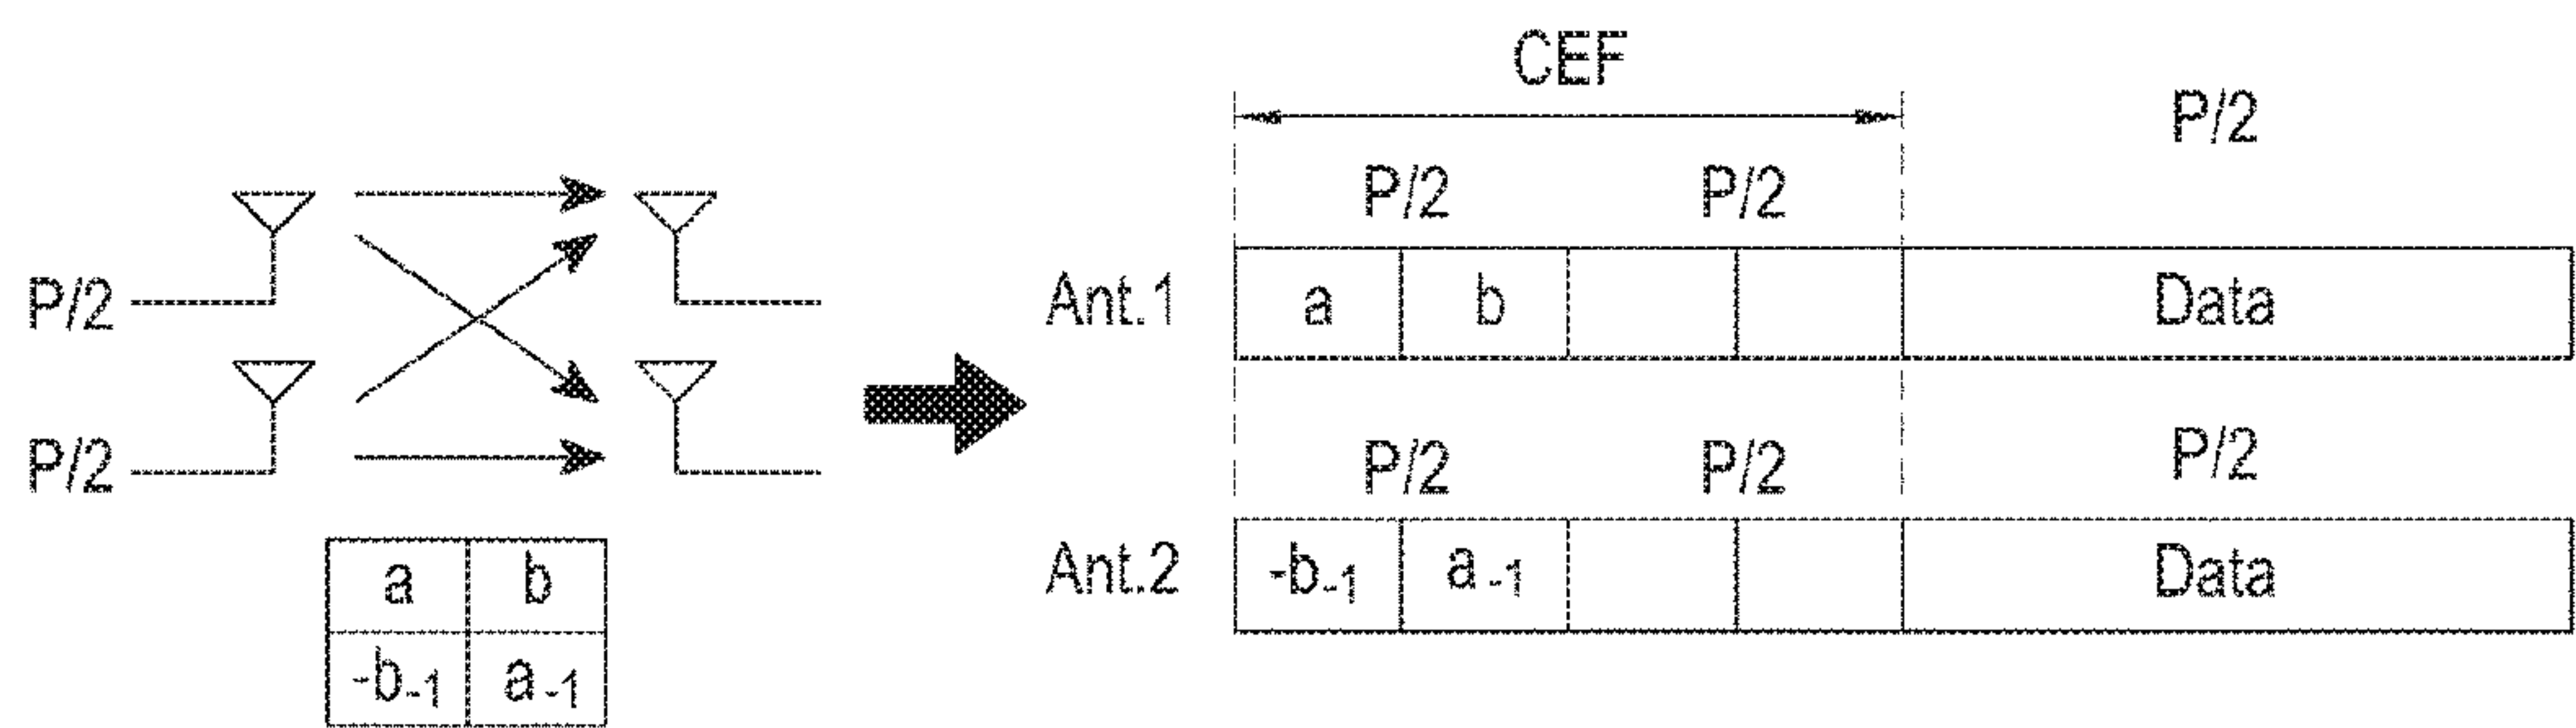 CEF
P/2
P/2 P/2
P/2
Ant.1 a b Data
P/2 P/2 P/2
P/2
Ant.2 -b-1 a-1 Data
a b
-b-1 a-1